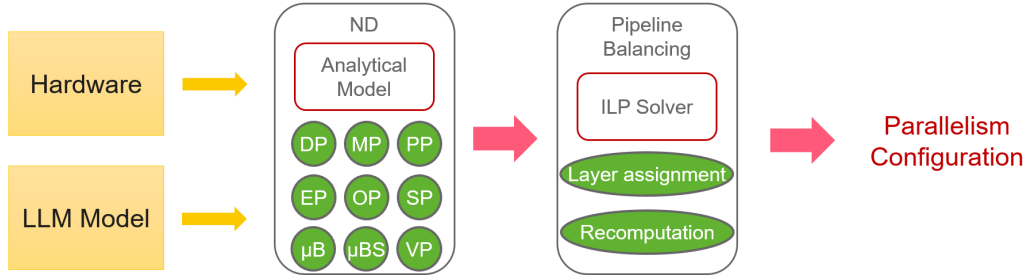 Hardware
LLM Model
ND
Analytical
Model
DP MP PP
EP OP SP
µB µBS VP
Pipeline
Balancing
ILP Solver
Layer assignment
Recomputation
Parallelism
Configuration